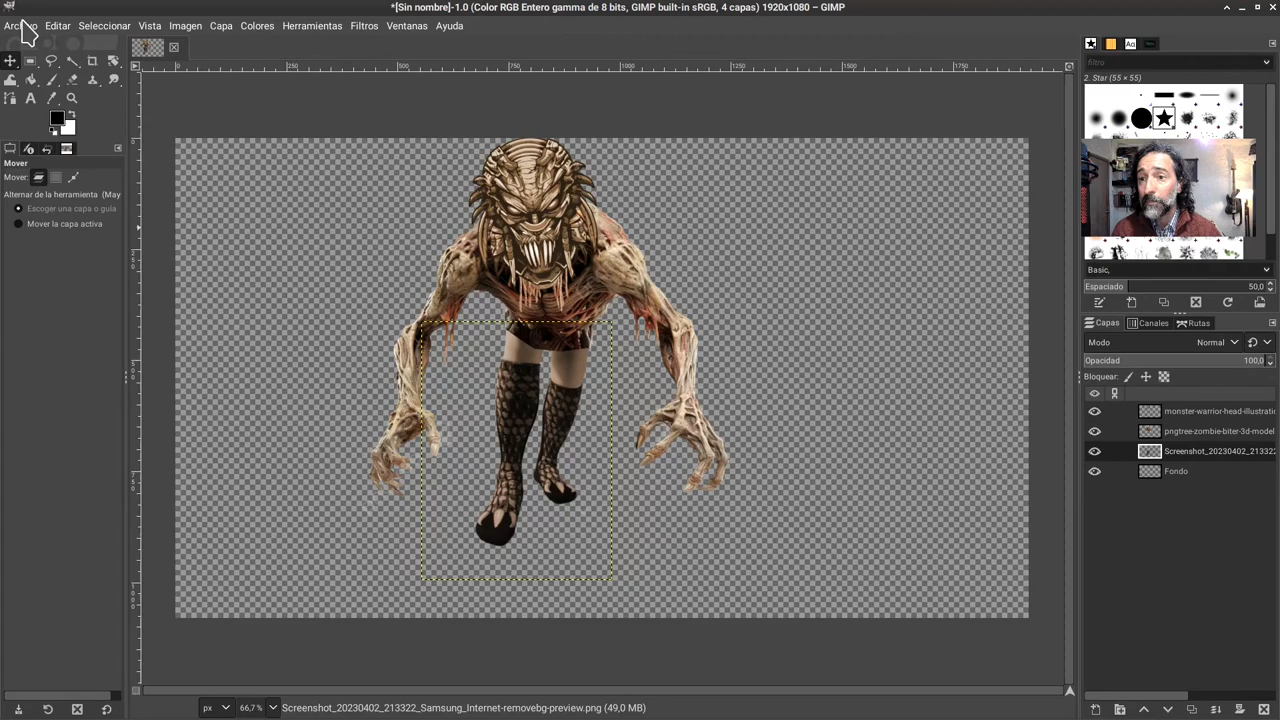 *[Sin nombre]-1.0 (Color RGB Entero gamma de 8 bits, GIMP built-in sRGB, 4 capas) 1920x1080 – GIMP
Editar Seleccionar Vista Imagen Capa Colores Herramientas Filtros Ventanas Ayuda
0 250 500 750 1000 1250 1500 1750
Mover
Mover:
Alternar de la herramienta (May
Escoger una capa o guía
Mover la capa activa
filtro
2. Star (55 × 55)
Basic,
Espaciado 50,0
Capas Canales Rutas
Modo Normal
Opacidad 100,0
Bloquear:
monster-warrior-head-illustratio
pngtree-zombie-biter-3d-model
Screenshot_20230402_213322
Fondo
px 66,7% Screenshot_20230402_213322_Samsung_Internet-removebg-preview.png (49,0 MB)